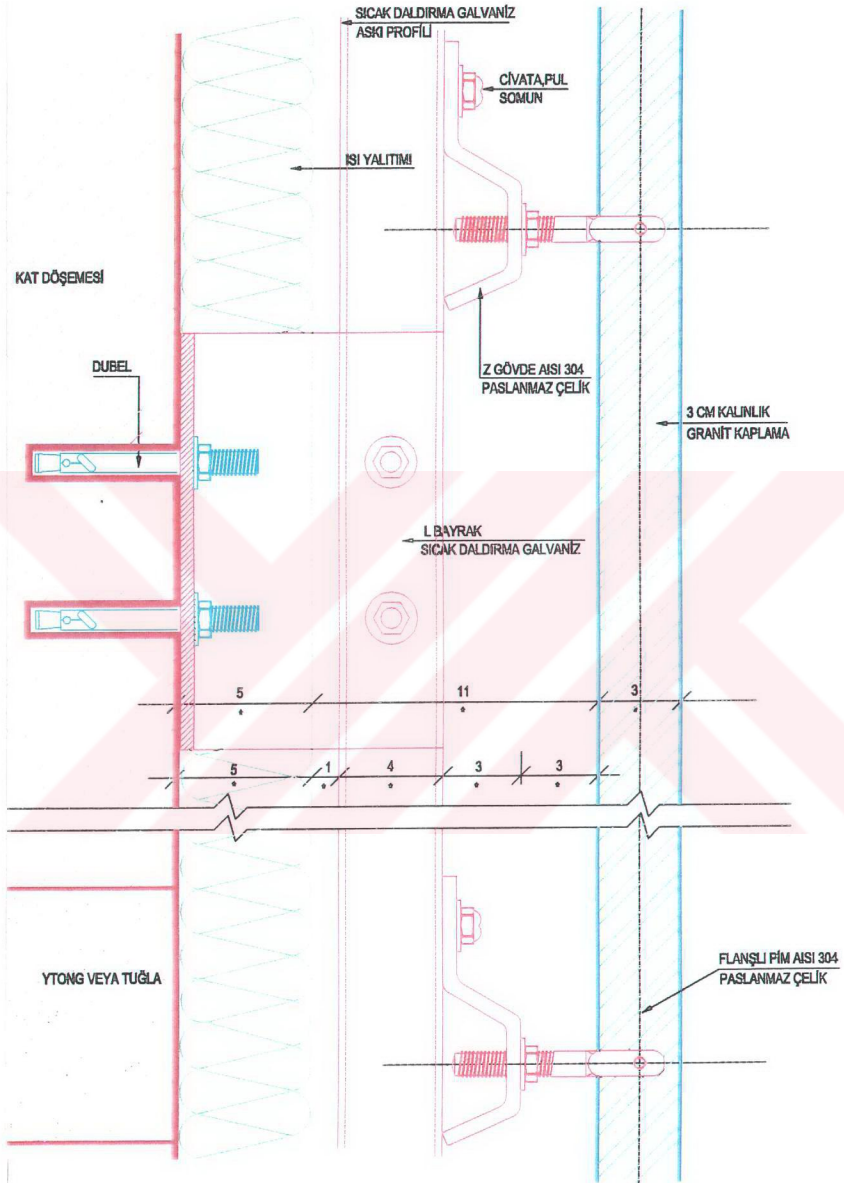 SICAK DALDIRMA GALVANİZ
ASKI PROFİLİ
CİVATA,PUL
SOMUN
ISI YALITIMI
KAT DÖŞEMESİ
DUBEL
Z GÖVDE AISI 304
PASLANMAZ ÇELİK
3 CM KALINLIK
GRANİT KAPLAMA
L BAYRAK
SICAK DALDIRMA GALVANİZ
5 11 3
5 1 4 3 3
YTONG VEYA TUĞLA
FLANŞLI PİM AISI 304
PASLANMAZ ÇELİK